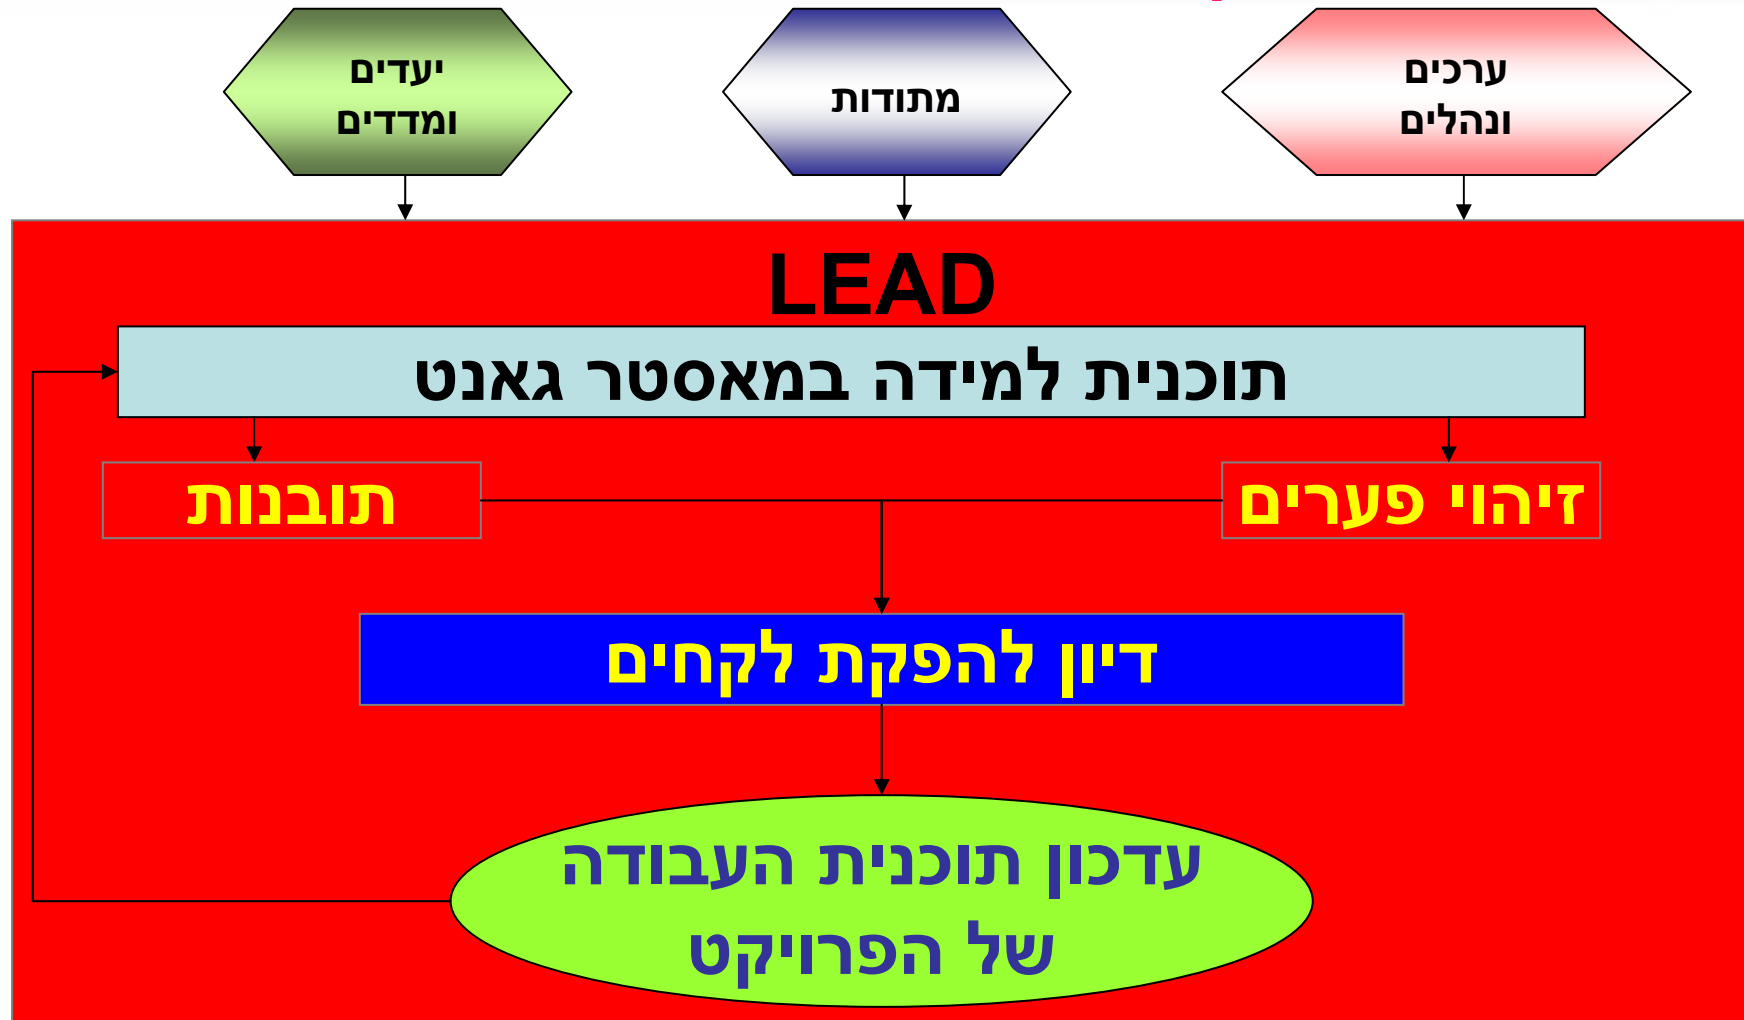 ערכים
ונהלים
מתודות
יעדים
ומדדים
LEAD
תוכנית למידה במאסטר גאנט
זיהוי פערים
תובנות
דיון להפקת לקחים
עדכון תוכנית העבודה
של הפרויקט